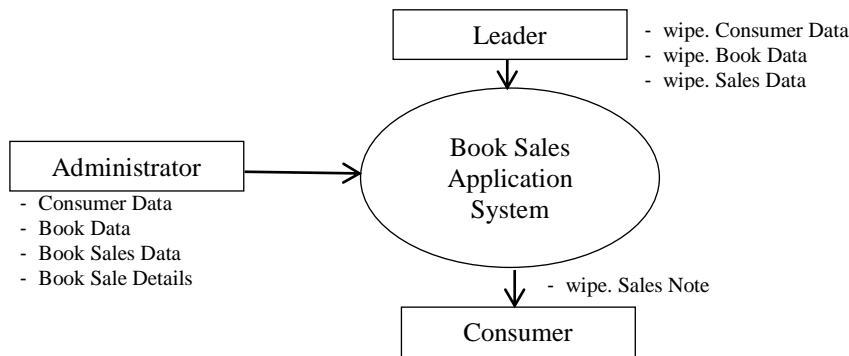 Leader
- wipe. Consumer Data
- wipe. Book Data
- wipe. Sales Data
Book Sales
Application
System
Administrator
- Consumer Data
- Book Data
- Book Sales Data
- Book Sale Details
- wipe. Sales Note
Consumer